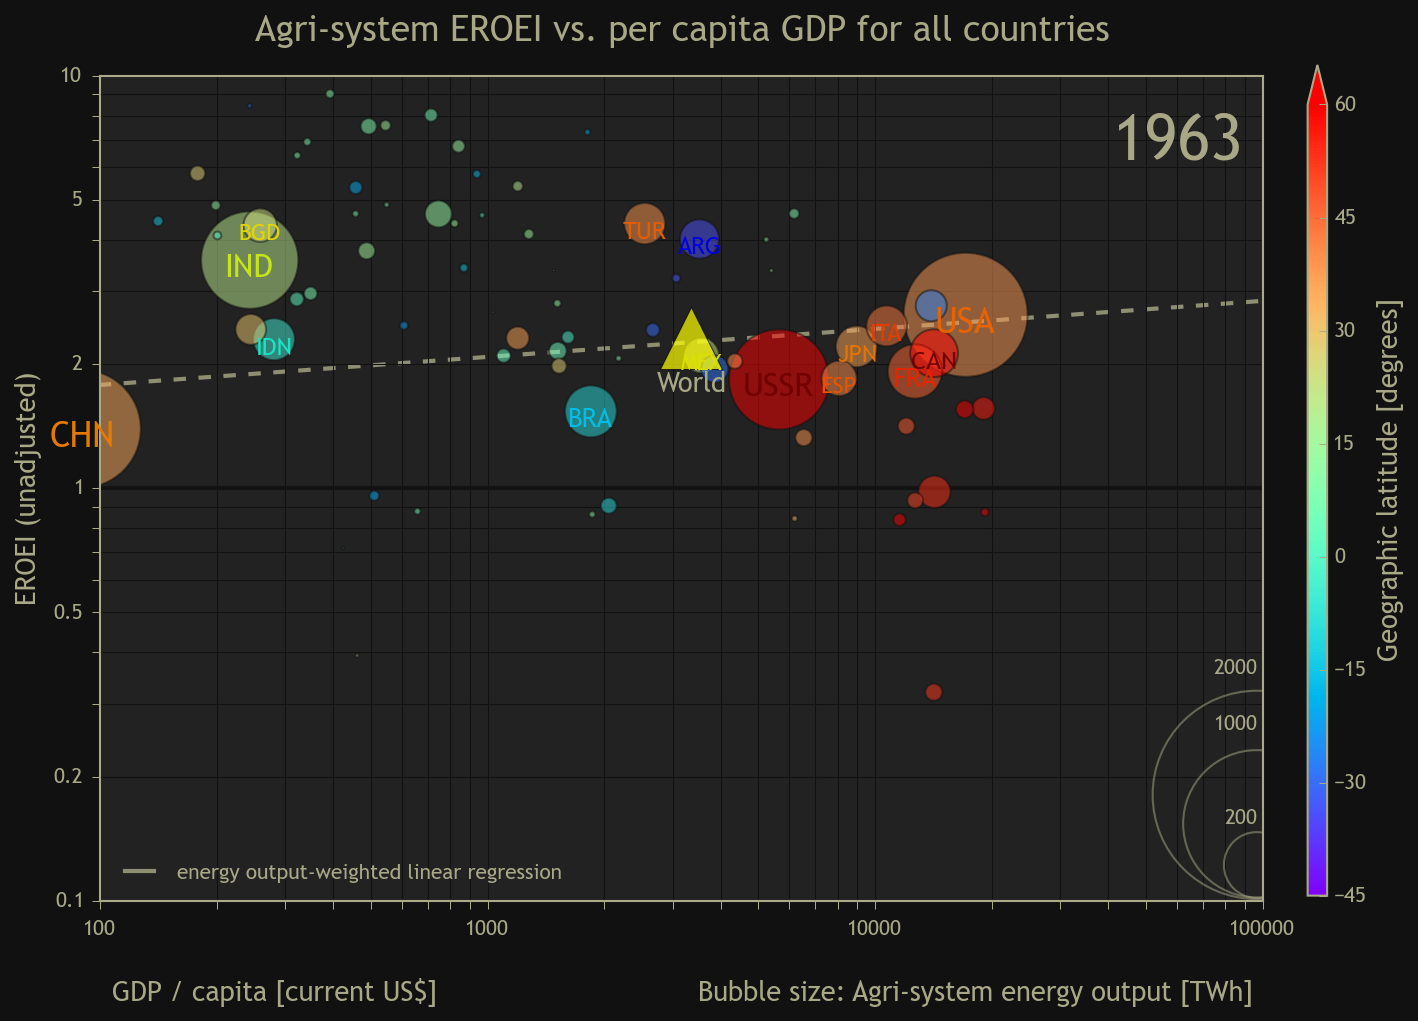 Agri-system EROEI vs. per capita GDP for all countries
1963
10
5
2
1
0.5
0.2
0.1
EROEI (unadjusted)
BGD
IND
IDN
CHN
TUR
ARG
BRA
MEX
World
USSR
ESP
JPN
ITA
FRA
CAN
USA
2000
1000
200
energy output-weighted linear regression
100
1000
10000
100000
GDP / capita [current US$]
Bubble size: Agri-system energy output [TWh]
60
45
30
15
0
−15
−30
−45
Geographic latitude [degrees]